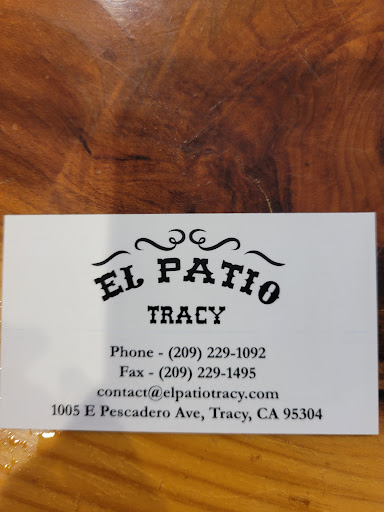 EL PATIO
TRACY
Phone - (209) 229-1092
Fax - (209) 229-1495
contact@elpatiotracy.com
1005 E Pescadero Ave, Tracy, CA 95304